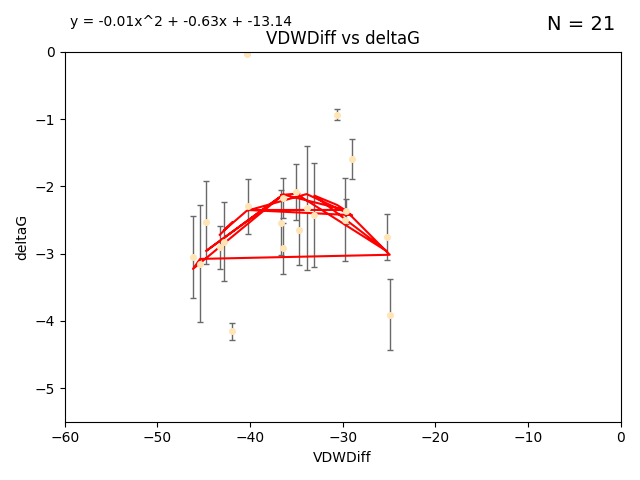 y = -0.01x^2 + -0.63x + -13.14
N = 21
VDWDiff vs deltaG
0
−1
−2
−3
−4
−5
deltaG
−60 −50 −40 −30 −20 −10 0
VDWDiff